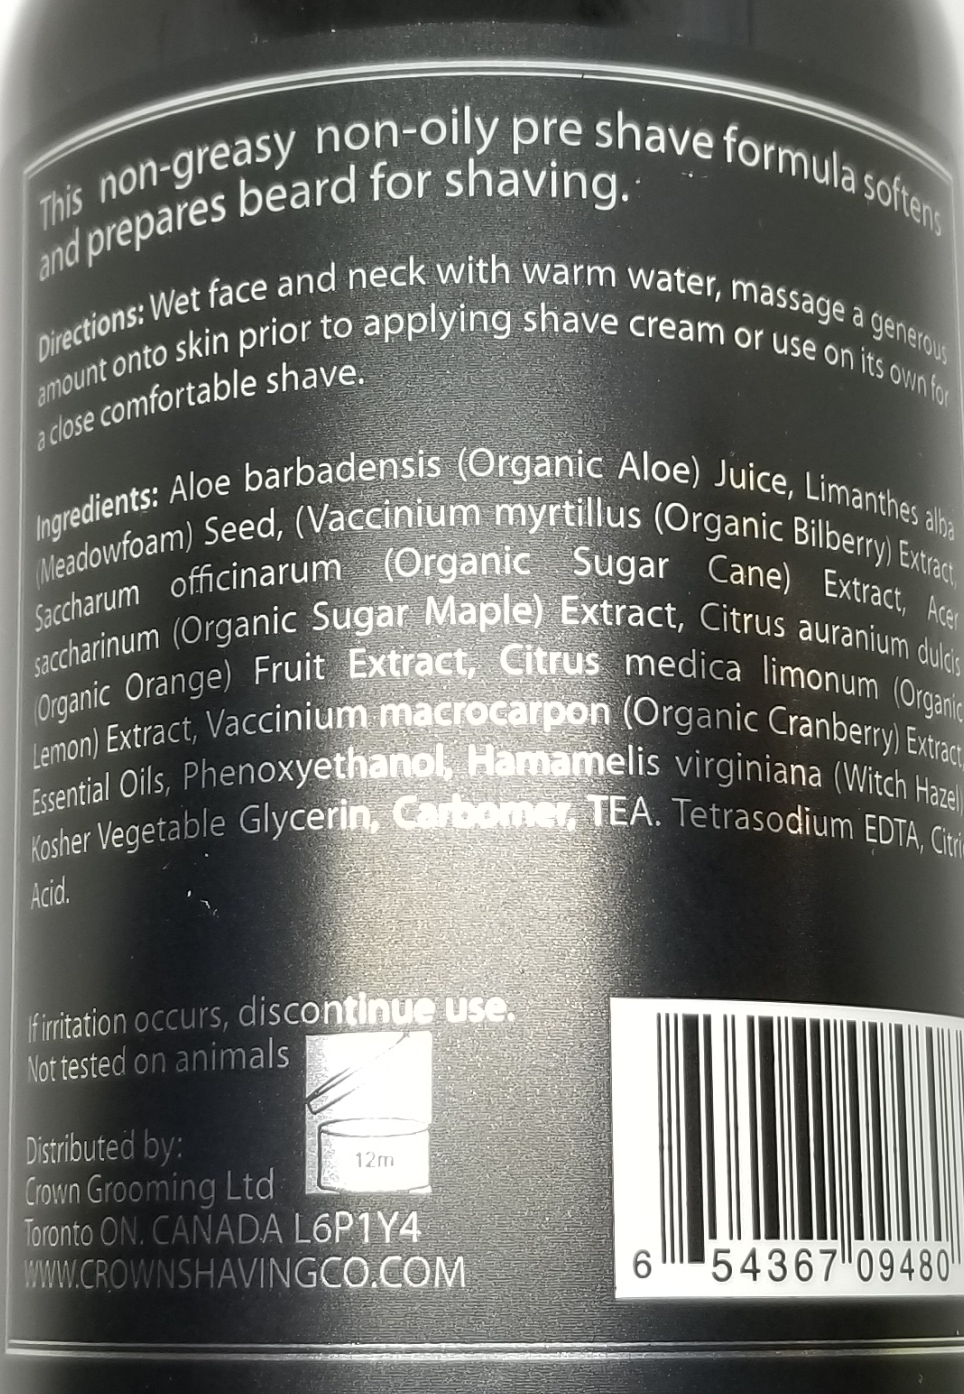 This non-greasy non-oily pre shave formula softens
and prepares beard for shaving.
Directions: Wet face and neck with warm water, massage a generous
amount onto skin prior to applying shave cream or use on its own for
a close comfortable shave.
Ingredients: Aloe barbadensis (Organic Aloe) Juice, Limanthes alba
(Meadowfoam) Seed, (Vaccinium myrtillus (Organic Bilberry) Extract,
Saccharum officinarum (Organic Sugar Cane) Extract, Acer
saccharinum (Organic Sugar Maple) Extract, Citrus auranium dulcis
(Organic Orange) Fruit Extract, Citrus medica limonum (Organic
Lemon) Extract, Vaccinium macrocarpon (Organic Cranberry) Extract,
Essential Oils, Phenoxyethanol, Hamamelis virginiana (Witch Hazel)
Kosher Vegetable Glycerin, Carbomer, TEA. Tetrasodium EDTA, Citri
Acid.
If irritation occurs, discontinue use.
Not tested on animals
12m
Distributed by:
Crown Grooming Ltd
Toronto ON. CANADA L6P1Y4
WWW.CROWNSHAVINGCO.COM
6 54367 09480